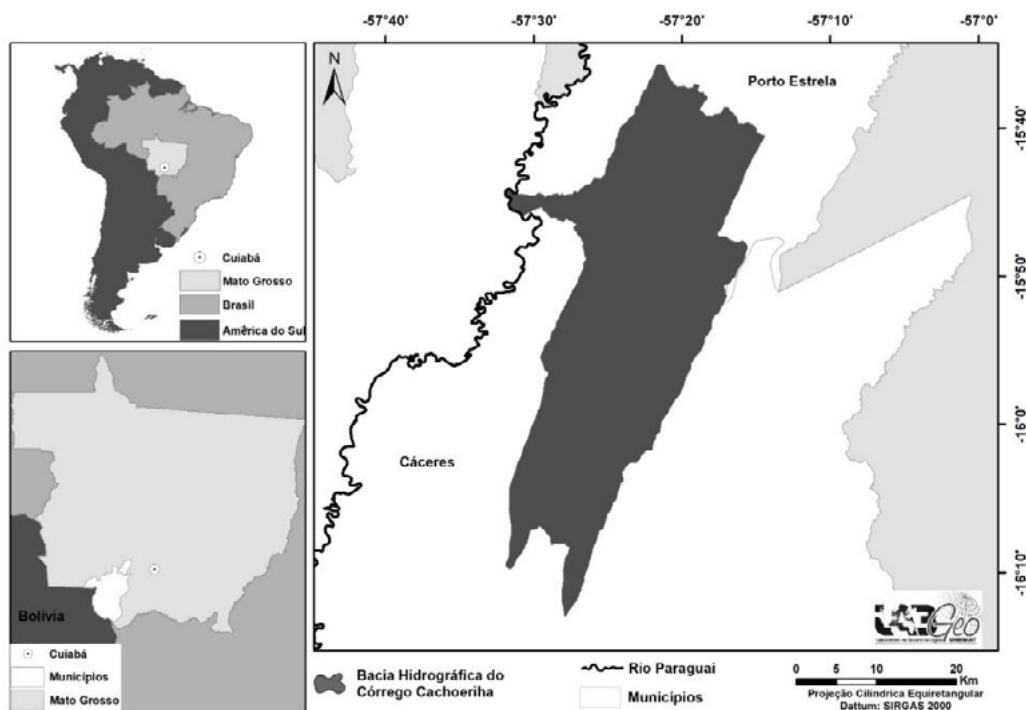 -57°40'
-57°30'
-57°20'
-57°10'
-57°0'
N
Porto Estrela
-15°40'
-15°50'
-16°0'
-16°10'
Cáceres
Cuiabá
Mato Grosso
Brasil
América do Sul
Bolívia
Cuiabá
Municípios
Mato Grosso
Geo
UNEMAT
Bacia Hidrográfica do
Córrego Cachoeriha
Rio Paraguai
Municípios
0 5 10 20
Km
Projeção Cilindrica Equiretangular
Dattum: SIRGAS 2000